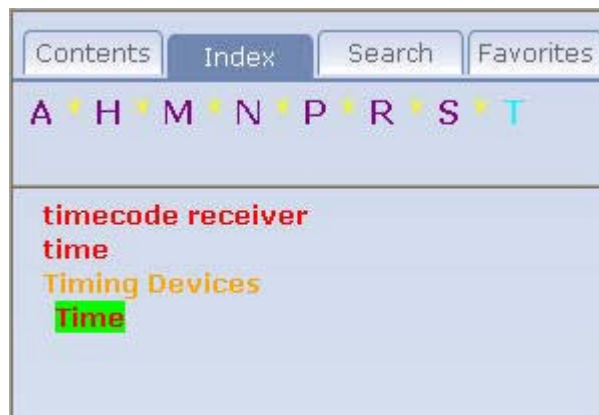 Contents Index Search Favorites
A * H * M * N * P * R * S * T
timecode receiver
time
Timing Devices
Time